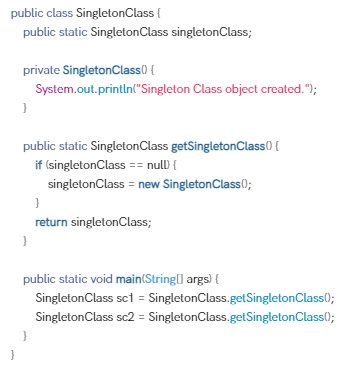 public class SingletonClass {
public static SingletonClass singletonClass;
private SingletonClass() {
System.out.println("Singleton Class object created.");
}
public static SingletonClass getSingletonClass() {
if (singletonClass == null) {
singletonClass = new SingletonClass();
}
return singletonClass;
}
public static void main(String[] args) {
SingletonClass sc1 = SingletonClass.getSingletonClass();
SingletonClass sc2 = SingletonClass.getSingletonClass();
}
}